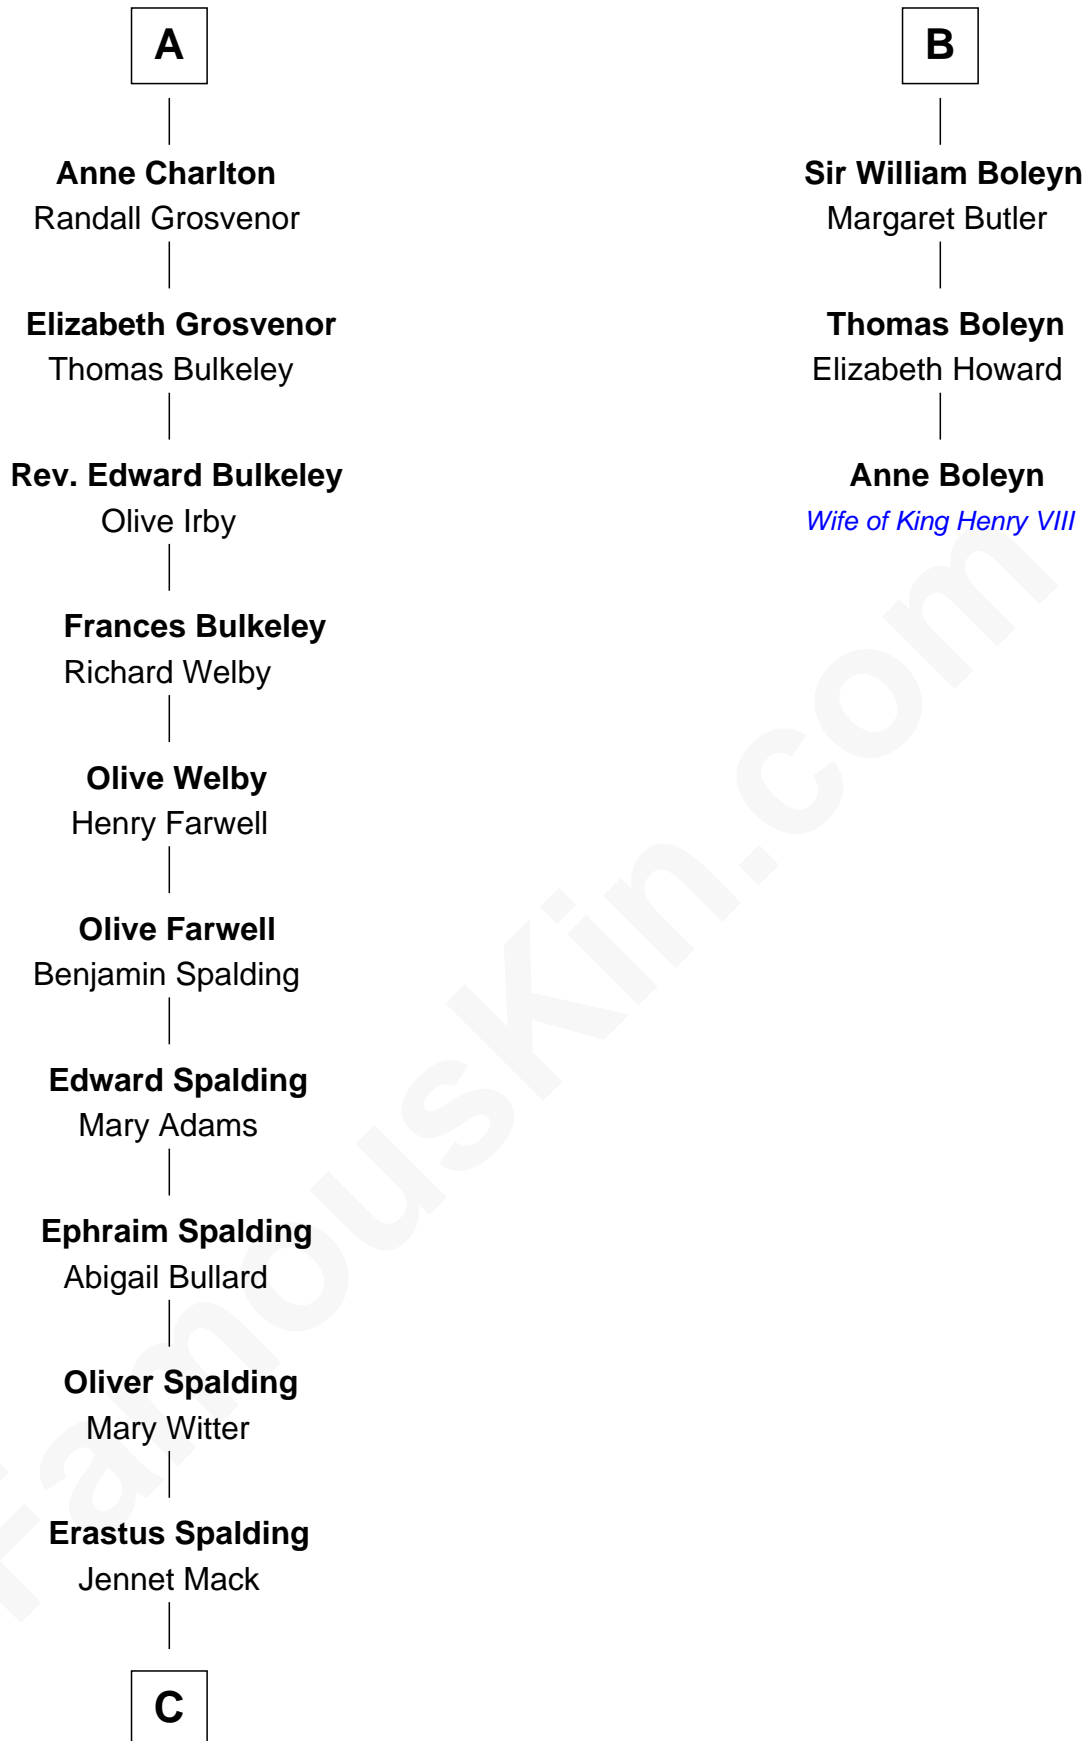 A
Anne Charlton
Randall Grosvenor
Elizabeth Grosvenor
Thomas Bulkeley
Rev. Edward Bulkeley
Olive Irby
Frances Bulkeley
Richard Welby
Olive Welby
Henry Farwell
Olive Farwell
Benjamin Spalding
Edward Spalding
Mary Adams
Ephraim Spalding
Abigail Bullard
Oliver Spalding
Mary Witter
Erastus Spalding
Jennet Mack
C
B
Sir William Boleyn
Margaret Butler
Thomas Boleyn
Elizabeth Howard
Anne Boleyn
Wife of King Henry VIII
FamousKin.com